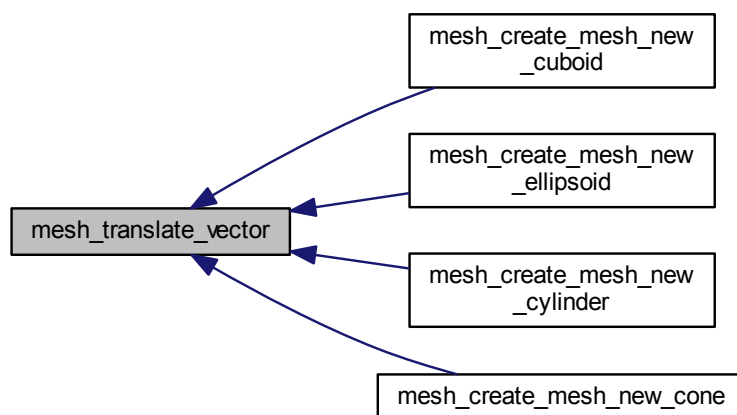 mesh_create_mesh_new
_cuboid
mesh_create_mesh_new
_ellipsoid
mesh_translate_vector
mesh_create_mesh_new
_cylinder
mesh_create_mesh_new_cone